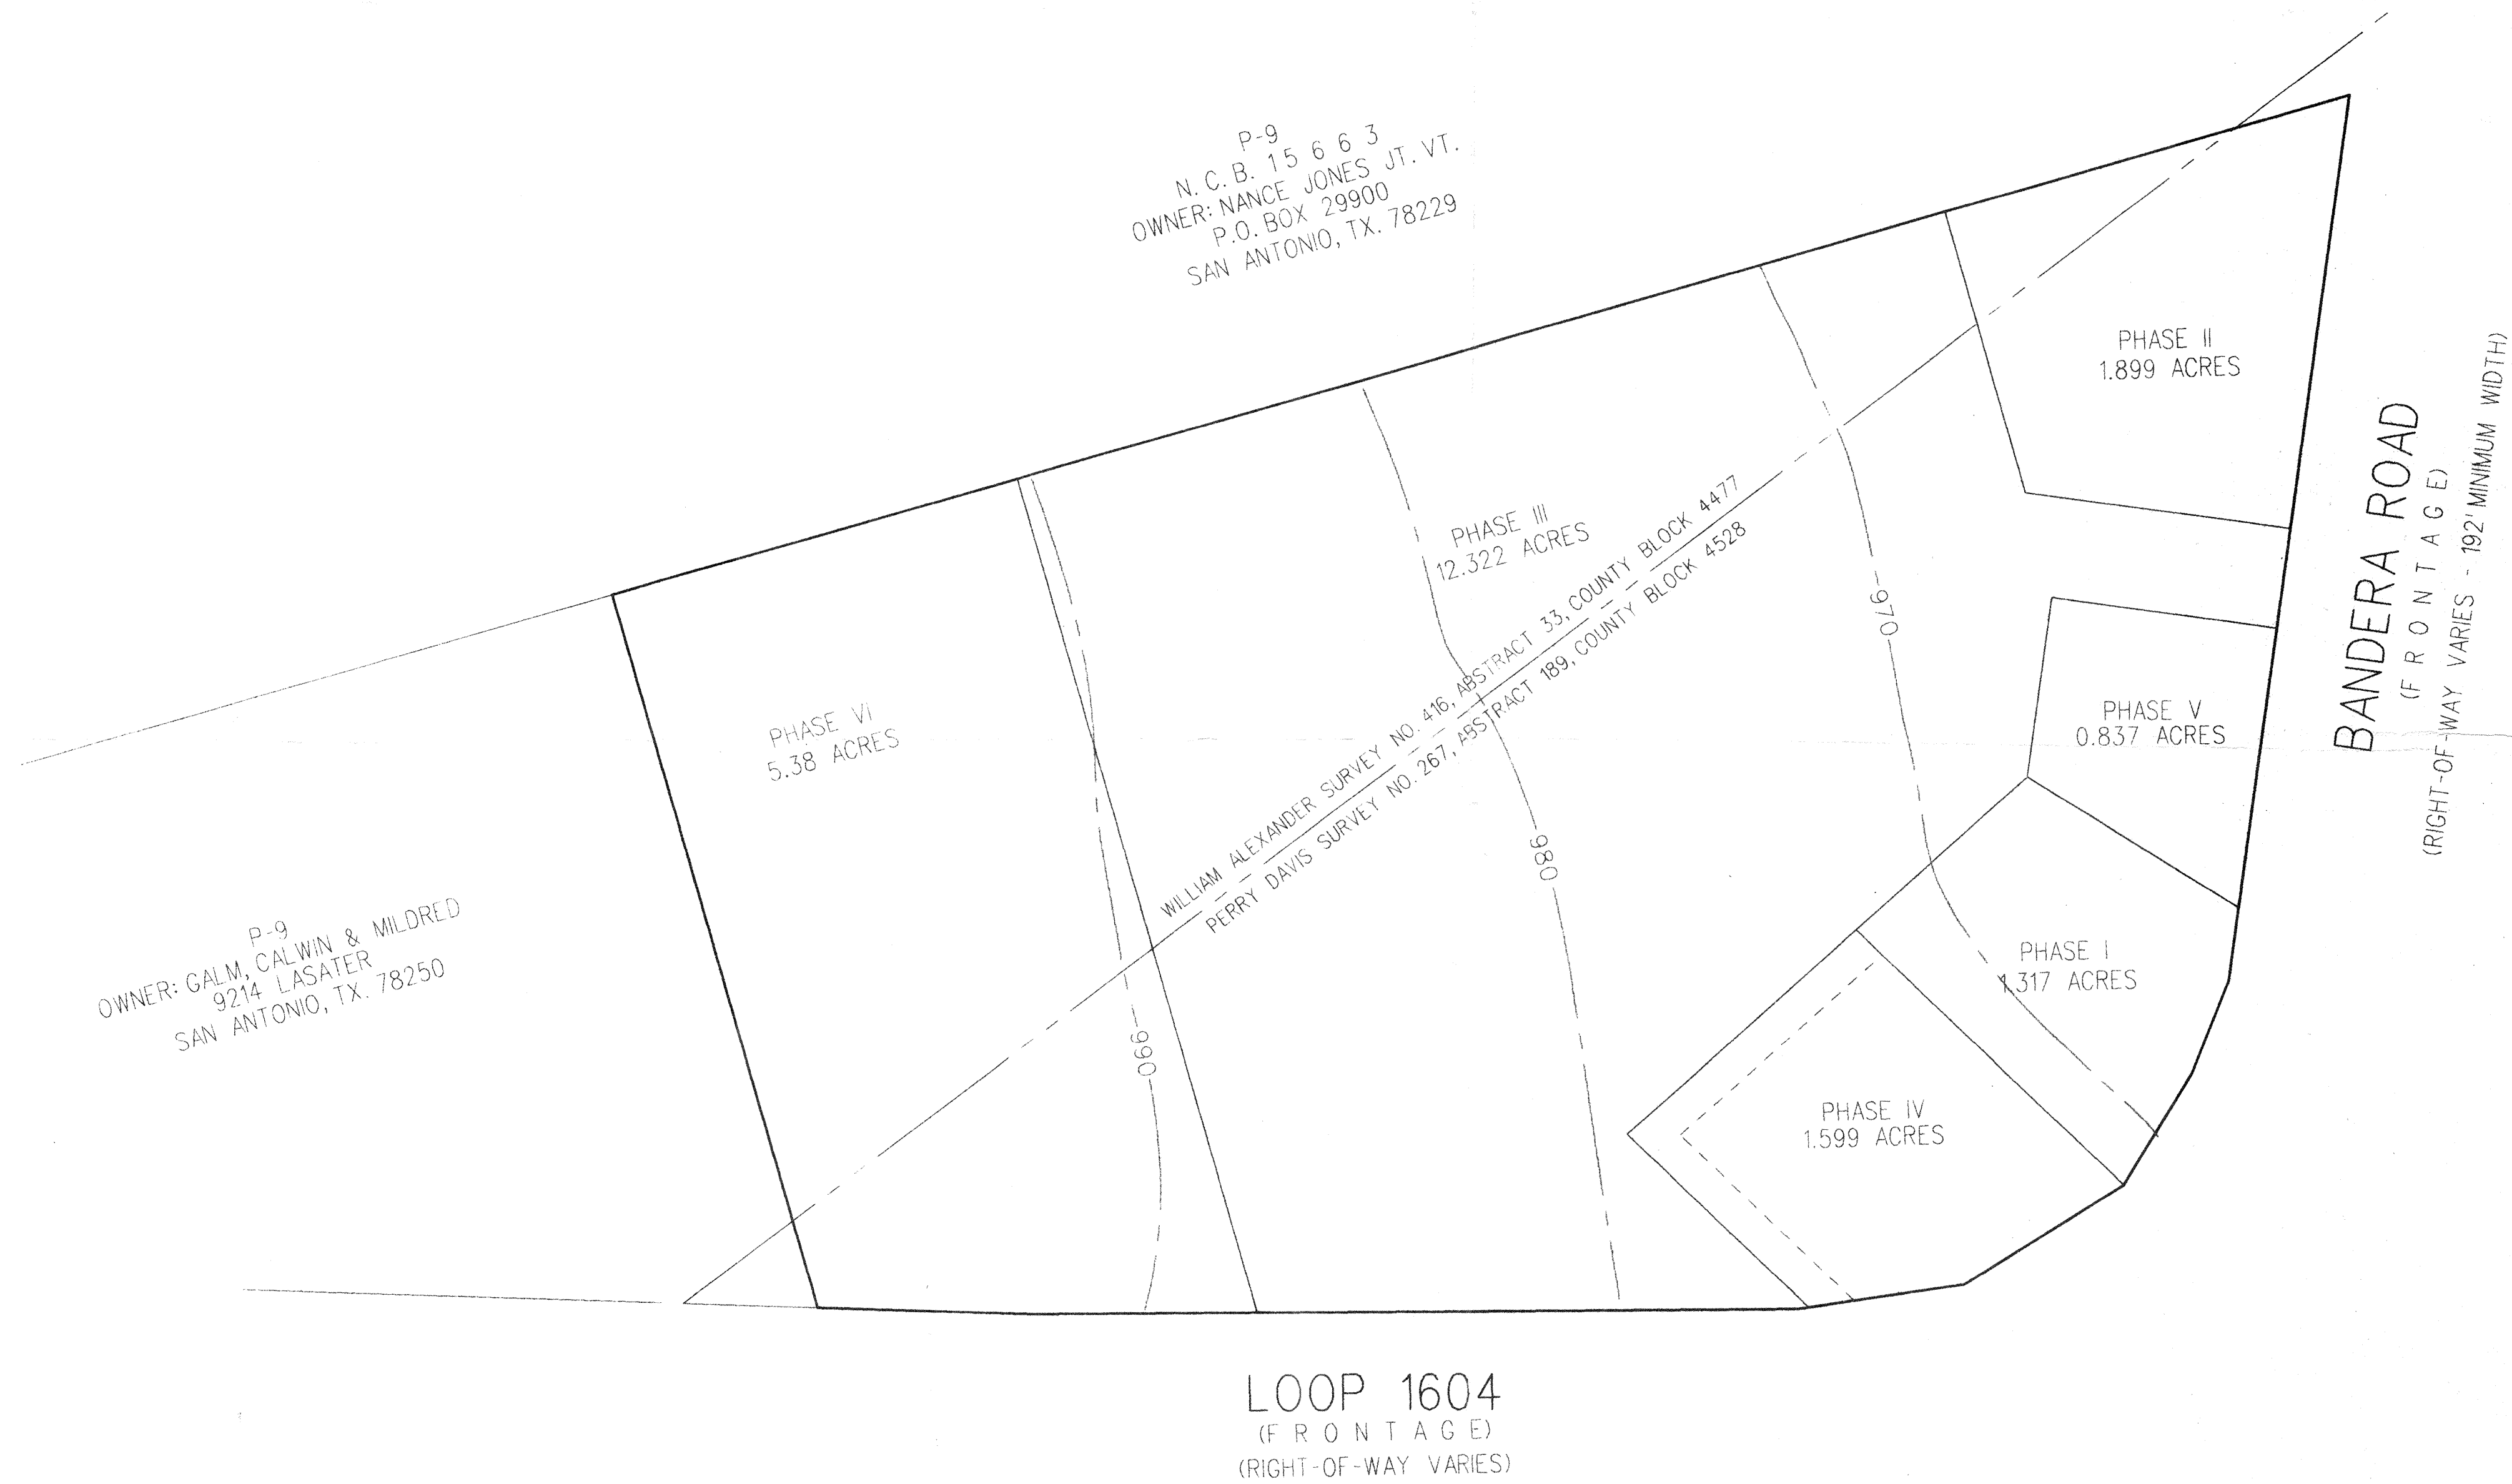 P-9
N. C. B. 15 6 6 3
OWNER: NANCE JONES JT. VT.
P.O. BOX 29900
SAN ANTONIO, TX. 78229
PHASE II
1.899 ACRES
BANDERA ROAD
(F R O N T A G E)
(RIGHT-OF-WAY VARIES - 192' MINIMUM WIDTH)
PHASE III
12.322 ACRES
WILLIAM ALEXANDER SURVEY NO. 416, ABSTRACT 33, COUNTY BLOCK 4477
PERRY DAVIS SURVEY NO. 267, ABSTRACT 189, COUNTY BLOCK 4528
970
980
990
PHASE V
0.837 ACRES
PHASE VI
5.38 ACRES
P-9
OWNER: GALM, CALWIN & MILDRED
9214 LASATER
SAN ANTONIO, TX. 78250
PHASE I
1.317 ACRES
PHASE IV
1.599 ACRES
LOOP 1604
(F R O N T A G E)
(RIGHT-OF-WAY VARIES)